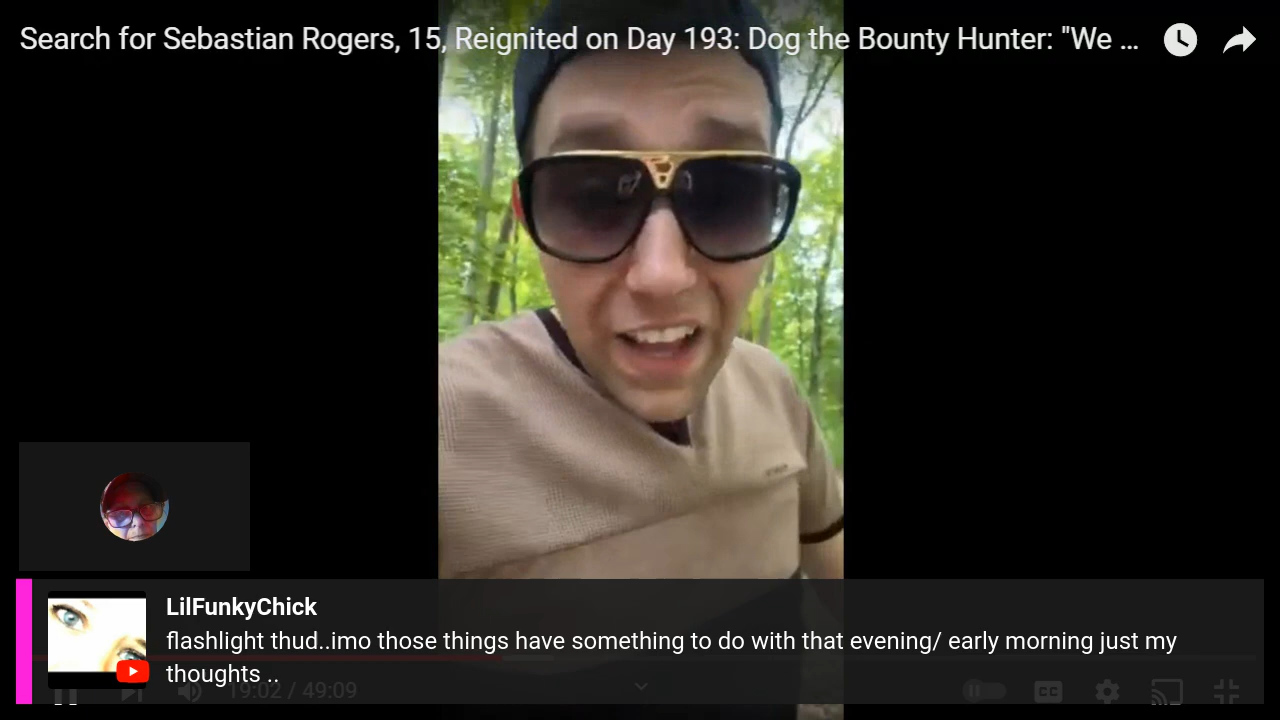 Search for Sebastian Rogers, 15, Reignited on Day 193: Dog the Bounty Hunter: "We ...
LilFunkyChick
flashlight thud..imo those things have something to do with that evening/ early morning just my
thoughts ..
19:02 / 49:09
CC